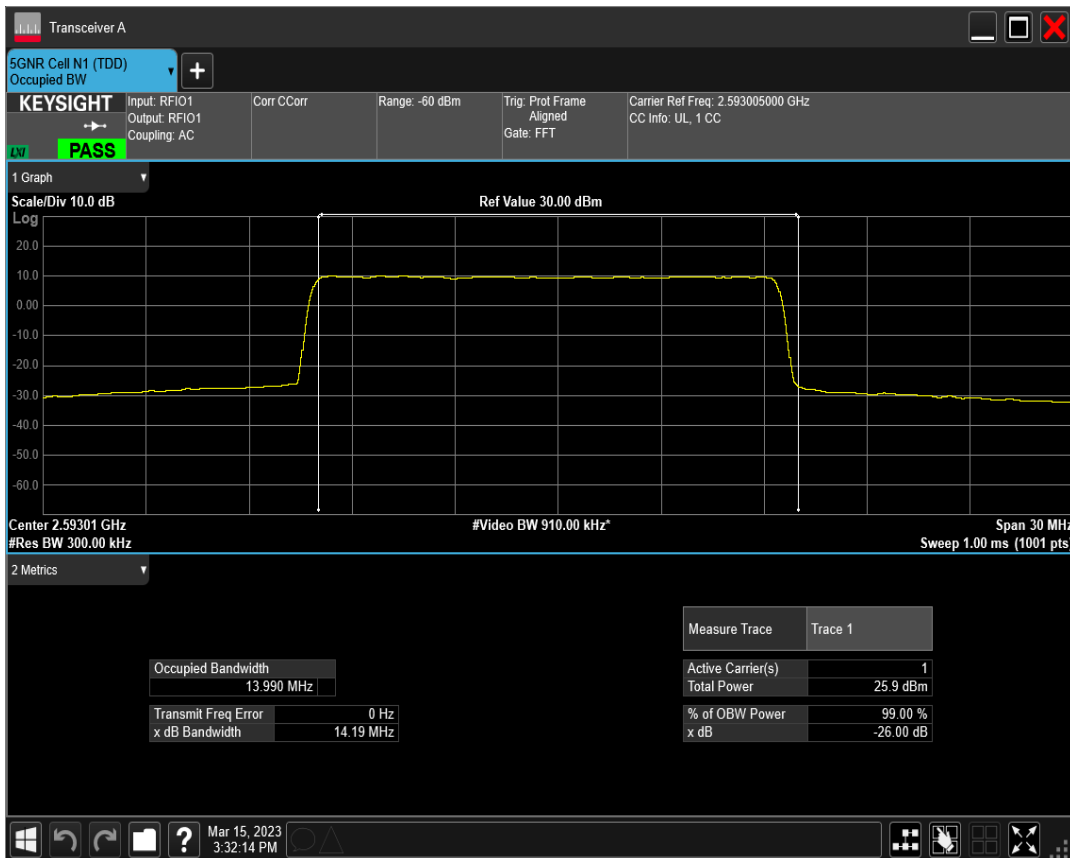 Transceiver A
5GNR Cell N1 (TDD)
Occupied BW
KEYSIGHT
LXI
PASS
Input: RFIO1
Output: RFIO1
Coupling: AC
Corr CCorr
Range: -60 dBm
Trig: Prot Frame
Aligned
Gate: FFT
Carrier Ref Freq: 2.593005000 GHz
CC Info: UL, 1 CC
1 Graph
Scale/Div 10.0 dB
Ref Value 30.00 dBm
Log
20.0
10.0
0.00
-10.0
-20.0
-30.0
-40.0
-50.0
-60.0
Center 2.59301 GHz
#Video BW 910.00 kHz*
Span 30 MHz
#Res BW 300.00 kHz
Sweep 1.00 ms (1001 pts)
2 Metrics
Measure Trace Trace 1
Occupied Bandwidth
13.990 MHz
Active Carrier(s) 1
Total Power 25.9 dBm
Transmit Freq Error 0 Hz
x dB Bandwidth 14.19 MHz
% of OBW Power 99.00 %
x dB -26.00 dB
?
Mar 15, 2023
3:32:14 PM